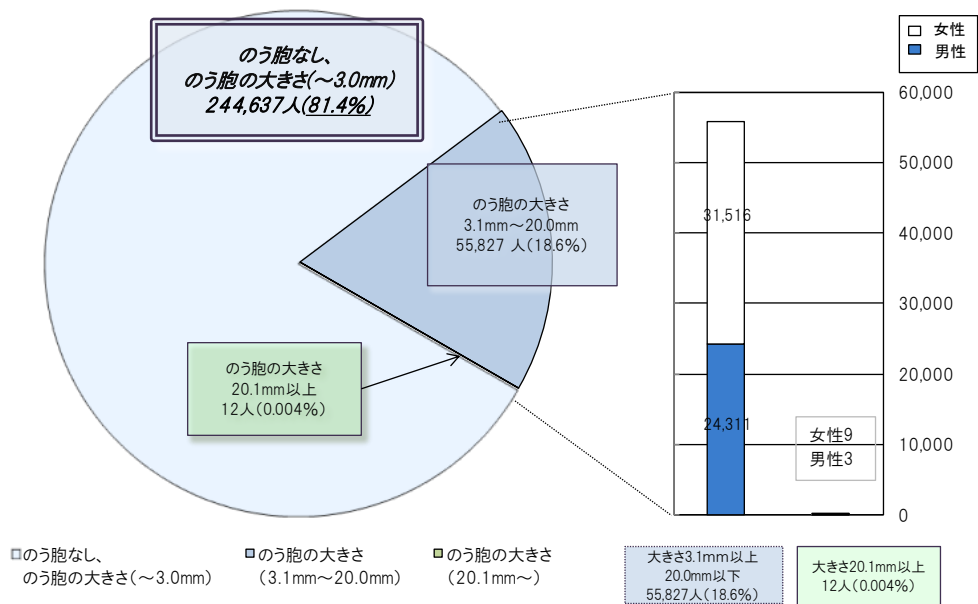 のう胞なし、
のう胞の大きさ(～3.0mm)
244,637人(81.4%)
のう胞の大きさ
3.1mm～20.0mm
55,827 人(18.6%)
のう胞の大きさ
20.1mm以上
12人(0.004%)
女性
男性
60,000
50,000
40,000
30,000
20,000
10,000
0
31,516
24,311
女性9
男性3
のう胞なし、
のう胞の大きさ(～3.0mm)
のう胞の大きさ
(3.1mm～20.0mm)
のう胞の大きさ
(20.1mm～)
大きさ3.1mm以上
20.0mm以下
55,827人(18.6%)
大きさ20.1mm以上
12人(0.004%)